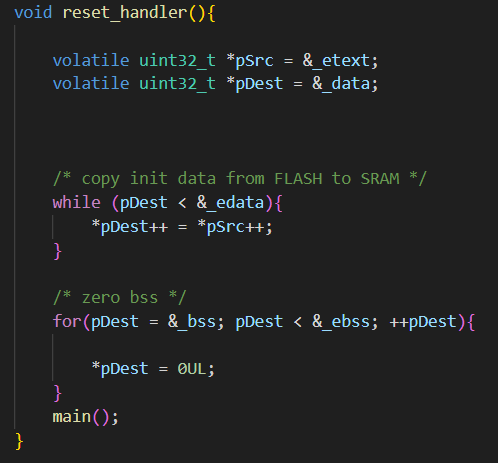 void reset_handler(){
volatile uint32_t *pSrc = &_etext;
volatile uint32_t *pDest = &_data;
/* copy init data from FLASH to SRAM */
while (pDest < &_edata){
*pDest++ = *pSrc++;
}
/* zero bss */
for(pDest = &_bss; pDest < &_ebss; ++pDest){
*pDest = 0UL;
}
main();
}